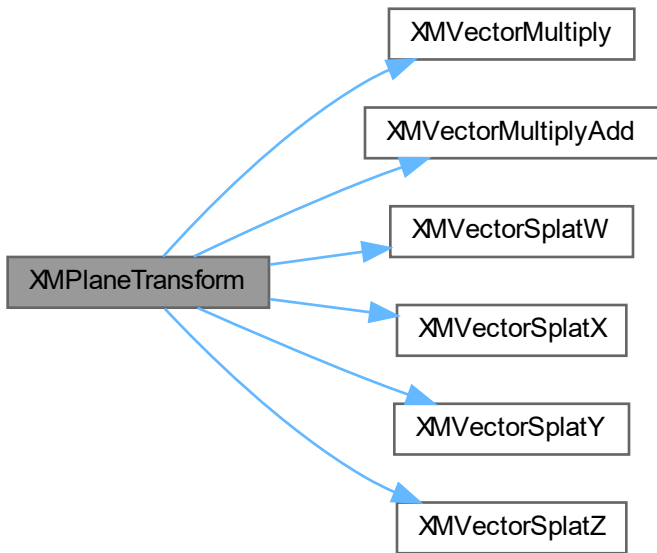 XMVectorMultiply
XMVectorMultiplyAdd
XMVectorSplatW
XMPlaneTransform
XMVectorSplatX
XMVectorSplatY
XMVectorSplatZ